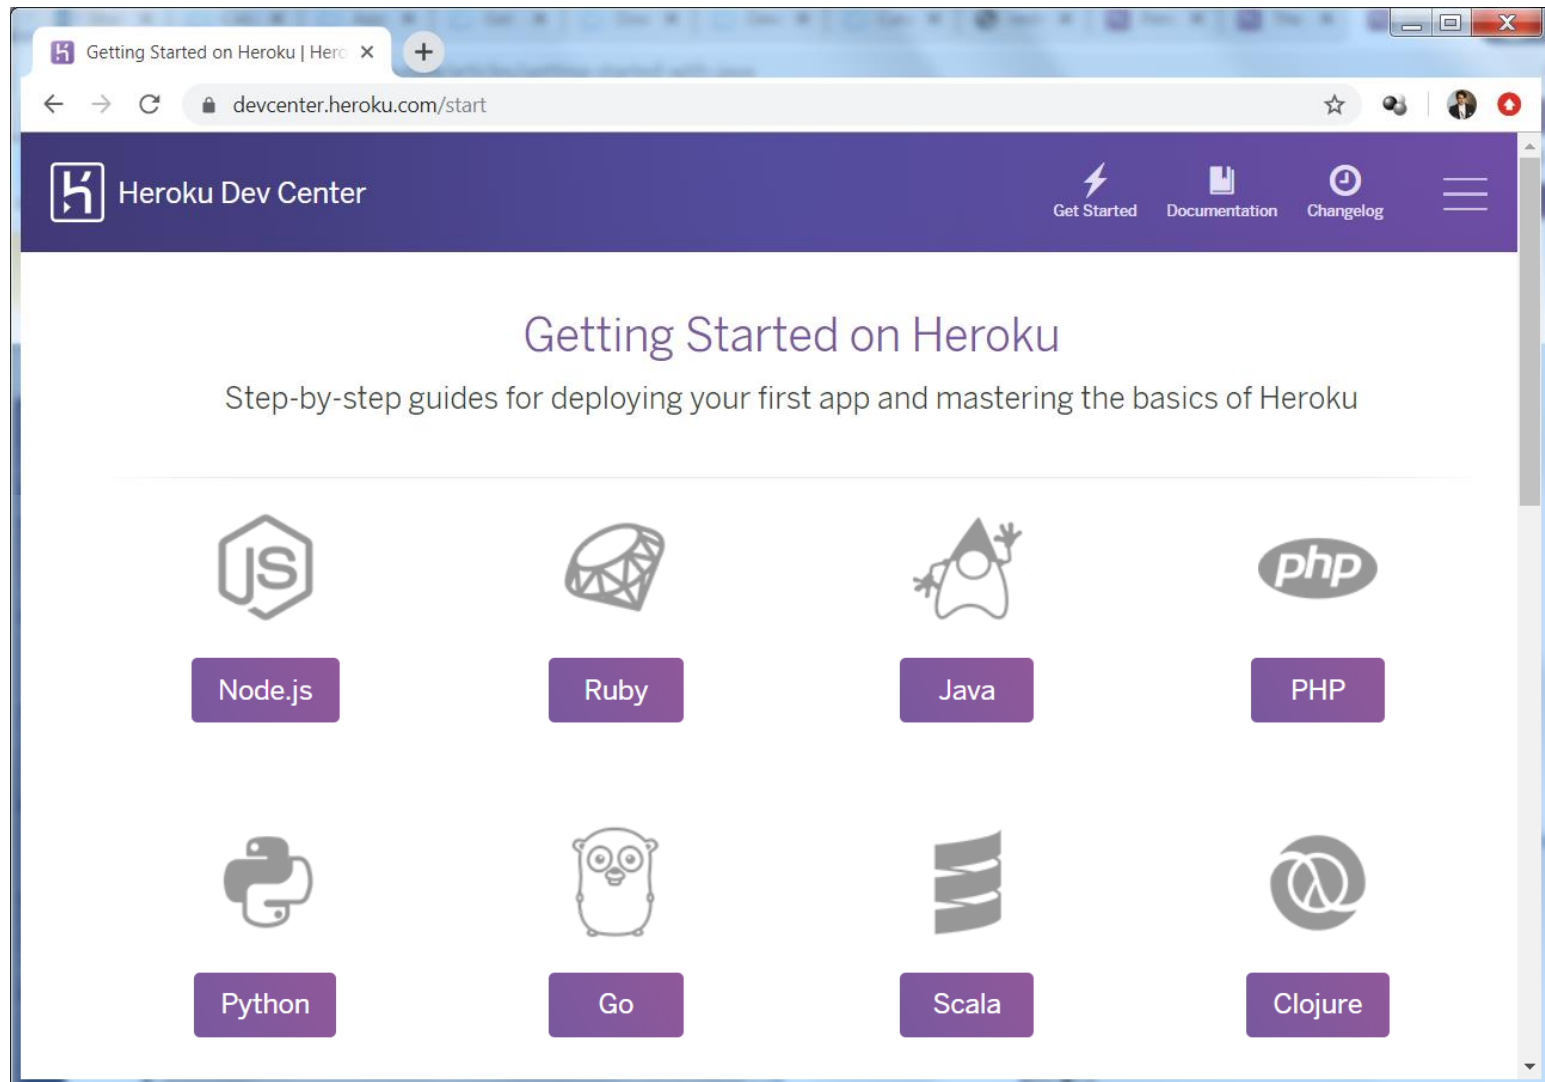 Getting Started on Heroku | Hero
devcenter.heroku.com/start
Heroku Dev Center
Get Started
Documentation
Changelog
Getting Started on Heroku
Step-by-step guides for deploying your first app and mastering the basics of Heroku
JS
php
Node.js
Ruby
Java
PHP
Python
Go
Scala
Clojure